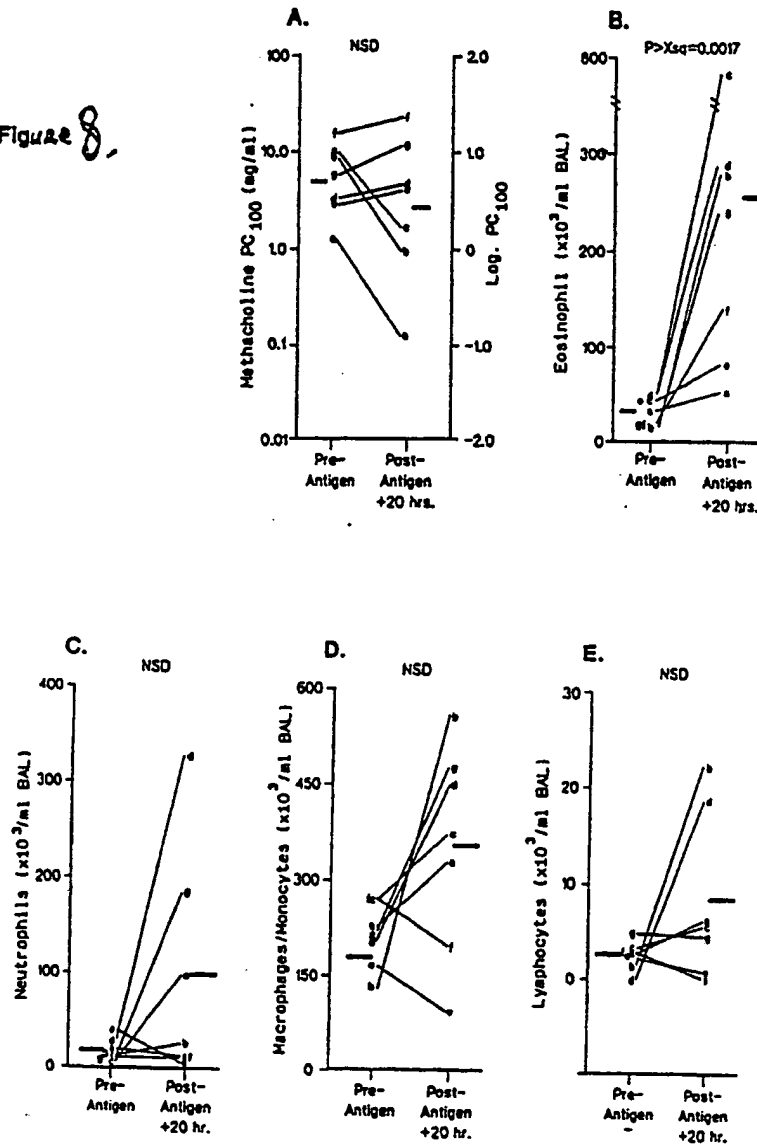 Figure 8,
A.
NSD
Methacholine PC100 (mg/ml)
100
10.0
1.0
0.1
0.01
2.0
1.0
0
-1.0
-2.0
Log. PC100
Pre-
Antigen
Post-
Antigen
+20 hrs.
B.
P>Xsq=0.0017
Eosinophil (x10³/ml BAL)
300
200
100
0
Pre-
Antigen
Post-
Antigen
+20 hrs.
C.
NSD
Neutrophils (x10³/ml BAL)
400
300
200
100
0
Pre-
Antigen
Post-
Antigen
+20 hr.
D.
NSD
Macrophages/Monocytes (x10³/ml BAL)
600
450
300
150
0
Pre-
Antigen
Post-
Antigen
+20 hr.
E.
NSD
Lymphocytes (x10³/ml BAL)
30
20
10
0
Pre-
Antigen
Post-
Antigen
+20 hr.